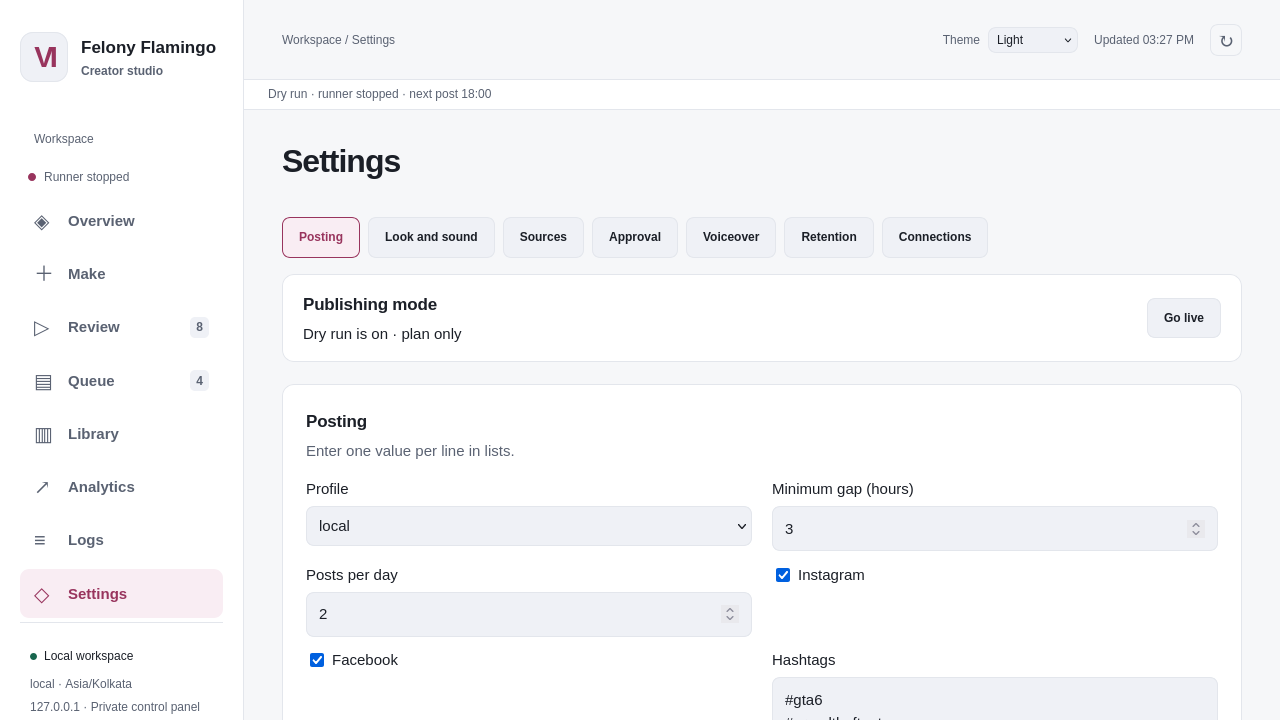 VI
Felony Flamingo
Creator studio
Workspace
Runner stopped
Overview
Make
Review 8
Queue 4
Library
Analytics
Logs
Settings
Local workspace
local · Asia/Kolkata
127.0.0.1 · Private control panel
Workspace / Settings
Theme Light Updated 03:27 PM
Dry run · runner stopped · next post 18:00
Settings
Posting Look and sound Sources Approval Voiceover Retention Connections
Publishing mode
Dry run is on · plan only
Go live
Posting
Enter one value per line in lists.
Profile
local
Minimum gap (hours)
3
Posts per day
2
Instagram
Facebook
Hashtags
#gta6